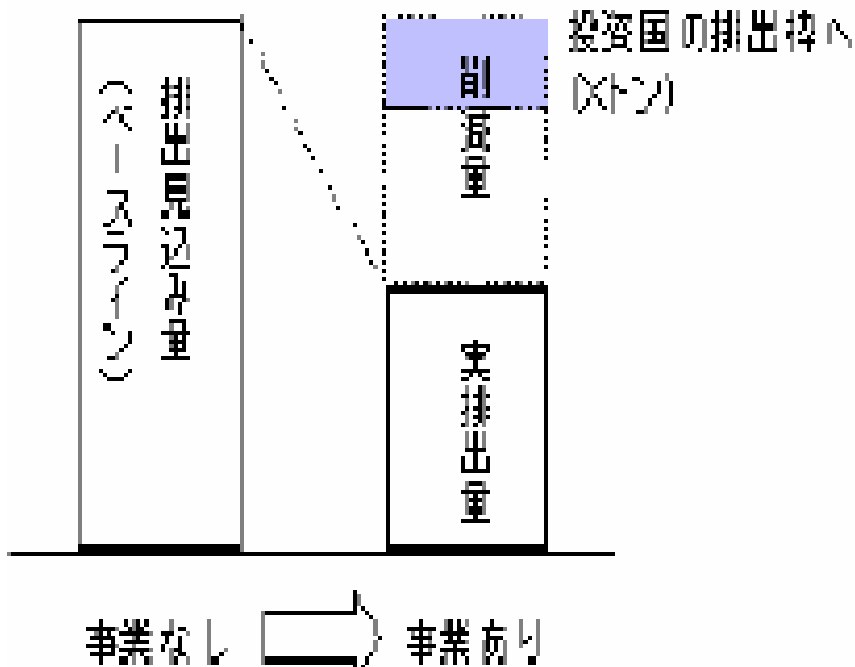 投資国の排出枠へ
(Xトン)
排出見込み量
(ベースライン)
削減量
実排出量
事業なし
事業あり